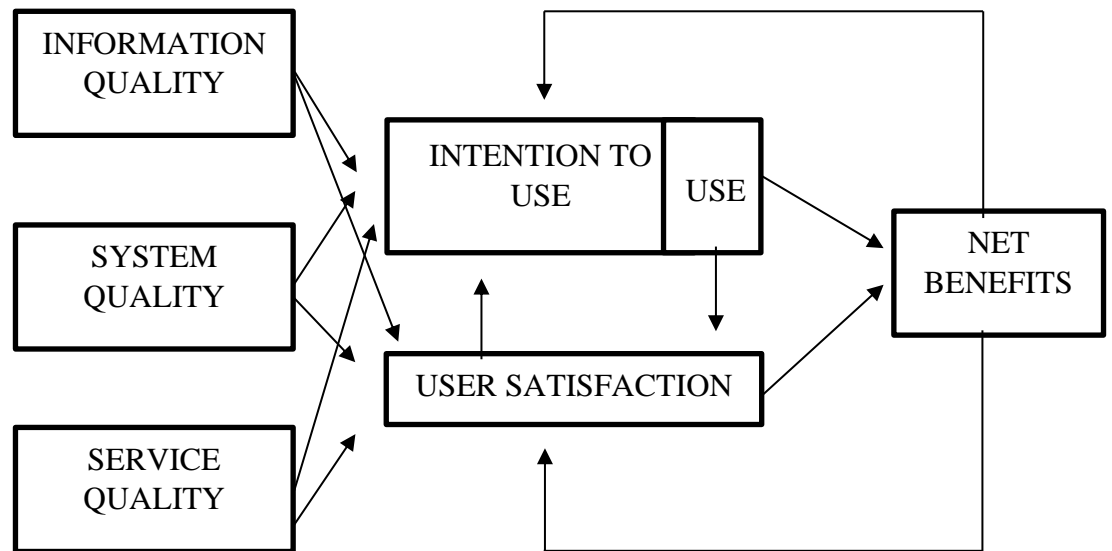 INFORMATION
QUALITY
INTENTION TO
USE
USE
SYSTEM
QUALITY
NET
BENEFITS
USER SATISFACTION
SERVICE
QUALITY